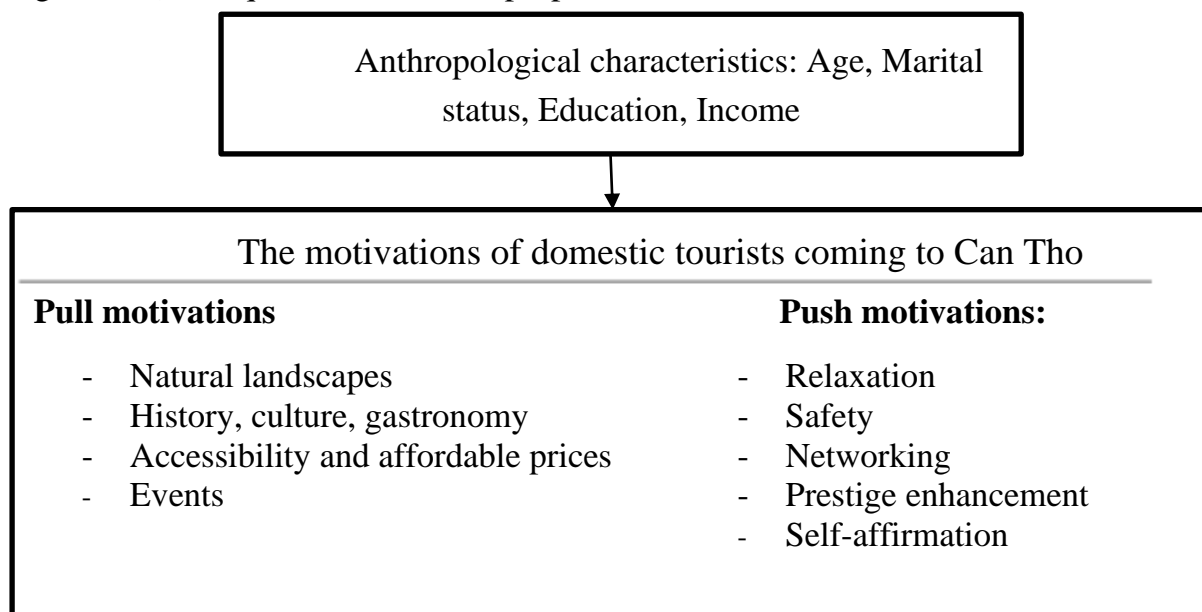 Anthropological characteristics: Age, Marital
status, Education, Income
The motivations of domestic tourists coming to Can Tho
Pull motivations
- Natural landscapes
- History, culture, gastronomy
- Accessibility and affordable prices
- Events
Push motivations:
- Relaxation
- Safety
- Networking
- Prestige enhancement
- Self-affirmation